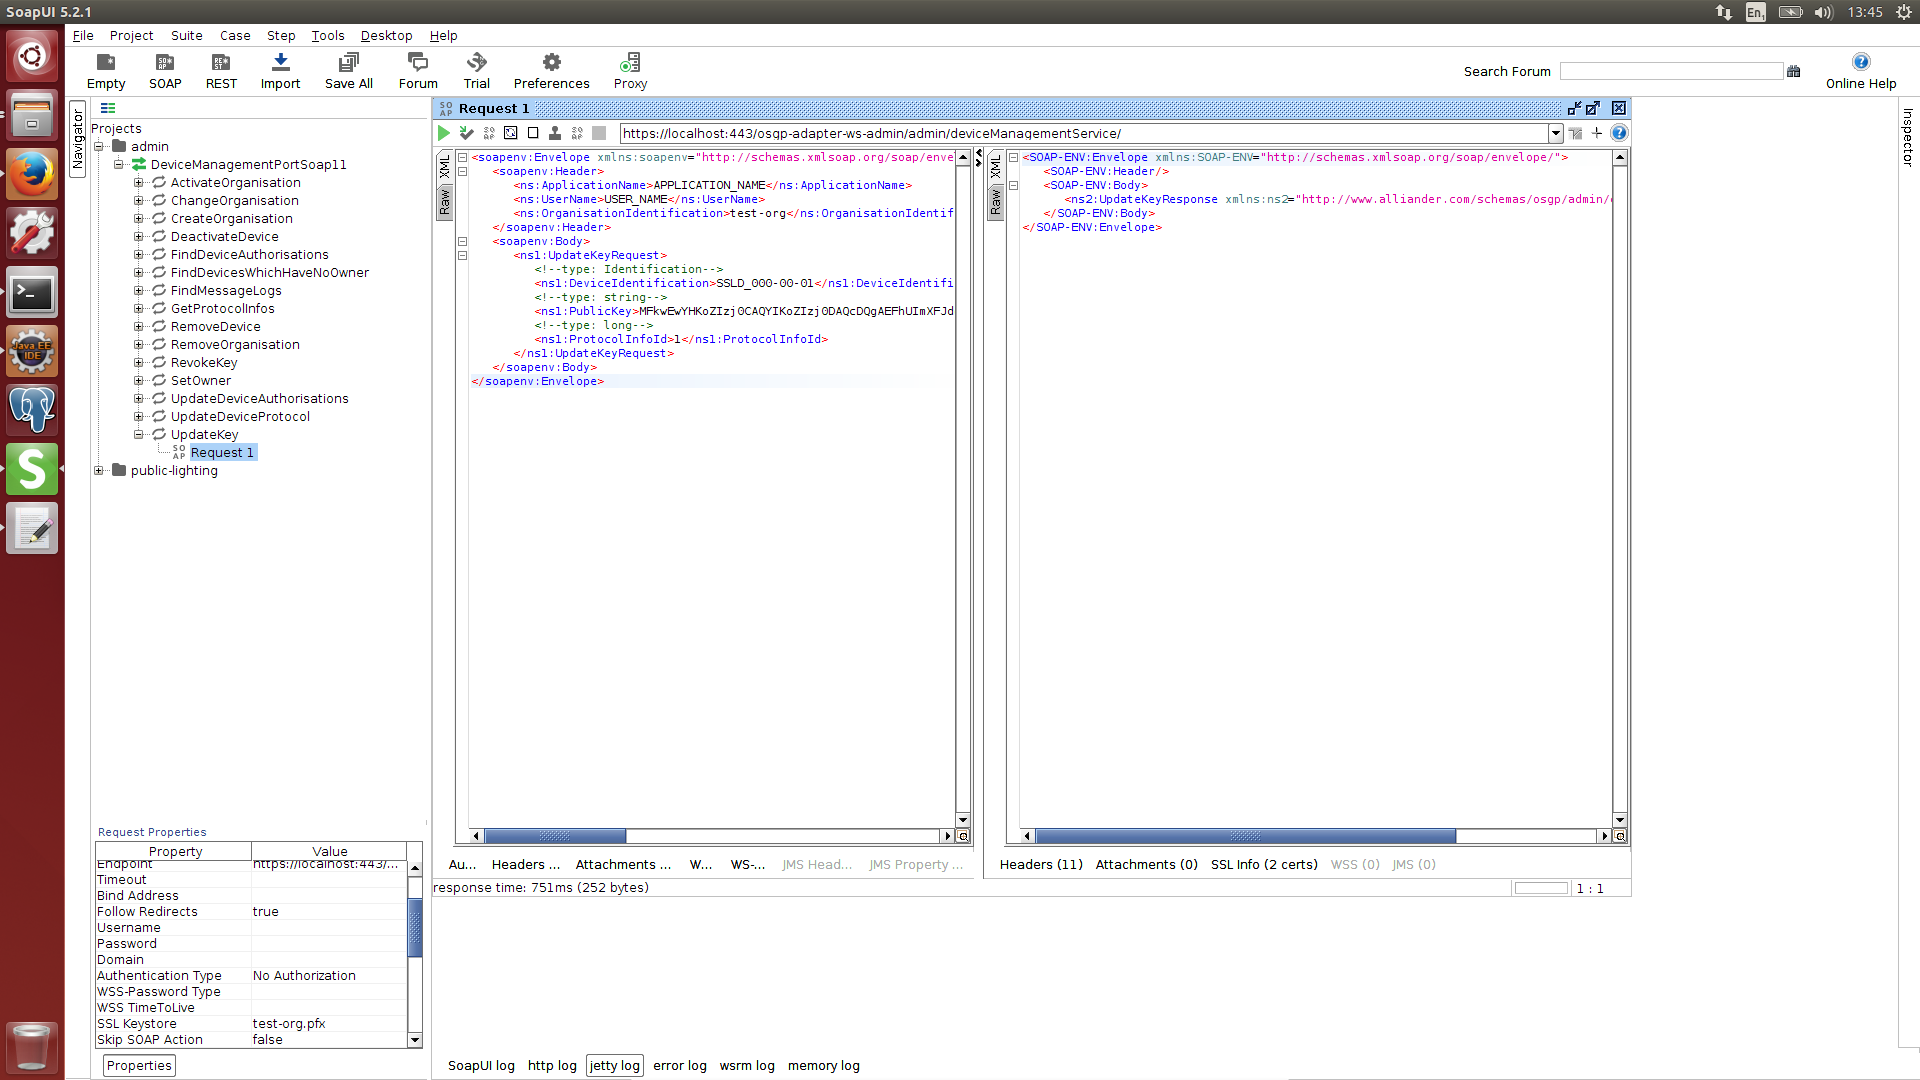 SoapUI 5.2.1
En1 13:45
File Project Suite Case Step Tools Desktop Help
Empty SOAP REST Import Save All Forum Trial Preferences Proxy
Search Forum
Online Help
Navigator
Projects
admin
DeviceManagementPortSoap11
ActivateOrganisation
ChangeOrganisation
CreateOrganisation
DeactivateDevice
FindDeviceAuthorisations
FindDevicesWhichHaveNoOwner
FindMessageLogs
GetProtocolInfos
RemoveDevice
RemoveOrganisation
RevokeKey
SetOwner
UpdateDeviceAuthorisations
UpdateDeviceProtocol
UpdateKey
Request 1
public-lighting
Request Properties
Property Value
Endpoint https://localhost:443/...
Timeout
Bind Address
Follow Redirects true
Username
Password
Domain
Authentication Type No Authorization
WSS-Password Type
WSS TimeToLive
SSL Keystore test-org.pfx
Skip SOAP Action false
Properties
Request 1
https://localhost:443/osgp-adapter-ws-admin/admin/deviceManagementService/
XML
Raw
<soapenv:Envelope xmlns:soapenv="http://schemas.xmlsoap.org/soap/enve
<soapenv:Header>
<ns:ApplicationName>APPLICATION_NAME</ns:ApplicationName>
<ns:UserName>USER_NAME</ns:UserName>
<ns:OrganisationIdentification>test-org</ns:OrganisationIdentif
</soapenv:Header>
<soapenv:Body>
<ns1:UpdateKeyRequest>
<!--type: Identification-->
<ns1:DeviceIdentification>SSLD_000-00-01</ns1:DeviceIdentifi
<!--type: string-->
<ns1:PublicKey>MFkwEwYHKoZIzj0CAQYIKoZIzj0DAQcDQgAEFhUImXFJd
<!--type: long-->
<ns1:ProtocolInfoId>1</ns1:ProtocolInfoId>
</ns1:UpdateKeyRequest>
</soapenv:Body>
</soapenv:Envelope>
XML
Raw
<SOAP-ENV:Envelope xmlns:SOAP-ENV="http://schemas.xmlsoap.org/soap/envelope/">
<SOAP-ENV:Header/>
<SOAP-ENV:Body>
<ns2:UpdateKeyResponse xmlns:ns2="http://www.alliander.com/schemas/osgp/admin/
</SOAP-ENV:Body>
</SOAP-ENV:Envelope>
Au... Headers ... Attachments ... W... WS-... JMS Head... JMS Property ...
Headers (11) Attachments (0) SSL Info (2 certs) WSS (0) JMS (0)
response time: 751ms (252 bytes)
1 : 1
SoapUI log http log jetty log error log wsrm log memory log
Inspector
Java EE
IDE